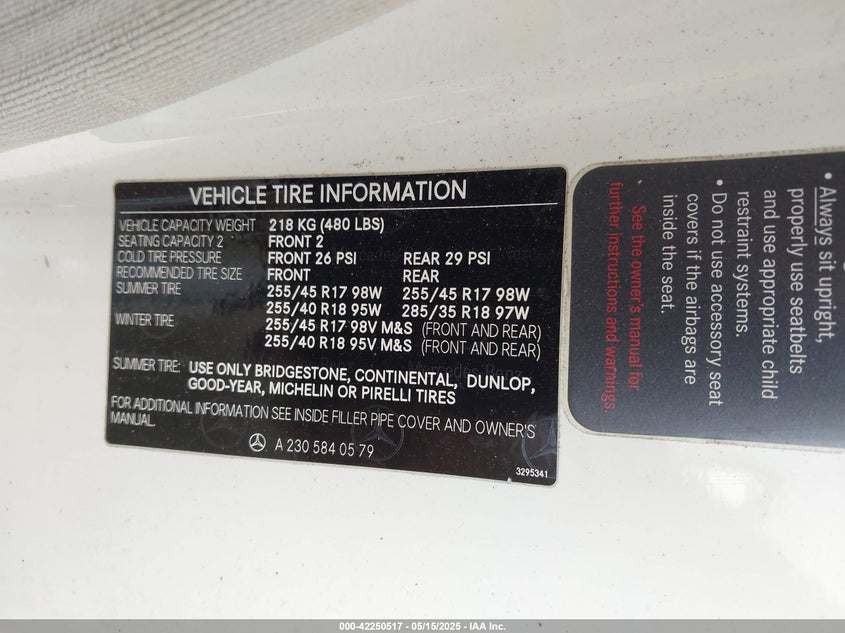 VEHICLE TIRE INFORMATION
VEHICLE CAPACITY WEIGHT 218 KG (480 LBS)
SEATING CAPACITY 2 FRONT 2
COLD TIRE PRESSURE FRONT 26 PSI REAR 29 PSI
RECOMMENDED TIRE SIZE FRONT REAR
SUMMER TIRE 255/45 R17 98W 255/45 R17 98W
255/40 R18 95W 285/35 R18 97W
WINTER TIRE 255/45 R17 98V M&S (FRONT AND REAR)
255/40 R18 95V M&S (FRONT AND REAR)
SUMMER TIRE: USE ONLY BRIDGESTONE, CONTINENTAL, DUNLOP,
GOOD-YEAR, MICHELIN OR PIRELLI TIRES
FOR ADDITIONAL INFORMATION SEE INSIDE FILLER PIPE COVER AND OWNER'S
MANUAL
A 230 584 05 79
3295341
• Always sit upright,
properly use seatbelts
and use appropriate child
restraint systems.
• Do not use accessory seat
covers if the airbags are
inside the seat.
See the owner's manual for
further instructions and warnings.
000-42250517 - 05/15/2025 - IAA Inc.